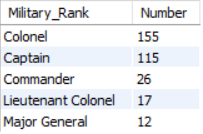 Military_Rank Number
Colonel 155
Captain 115
Commander 26
Lieutenant Colonel 17
Major General 12